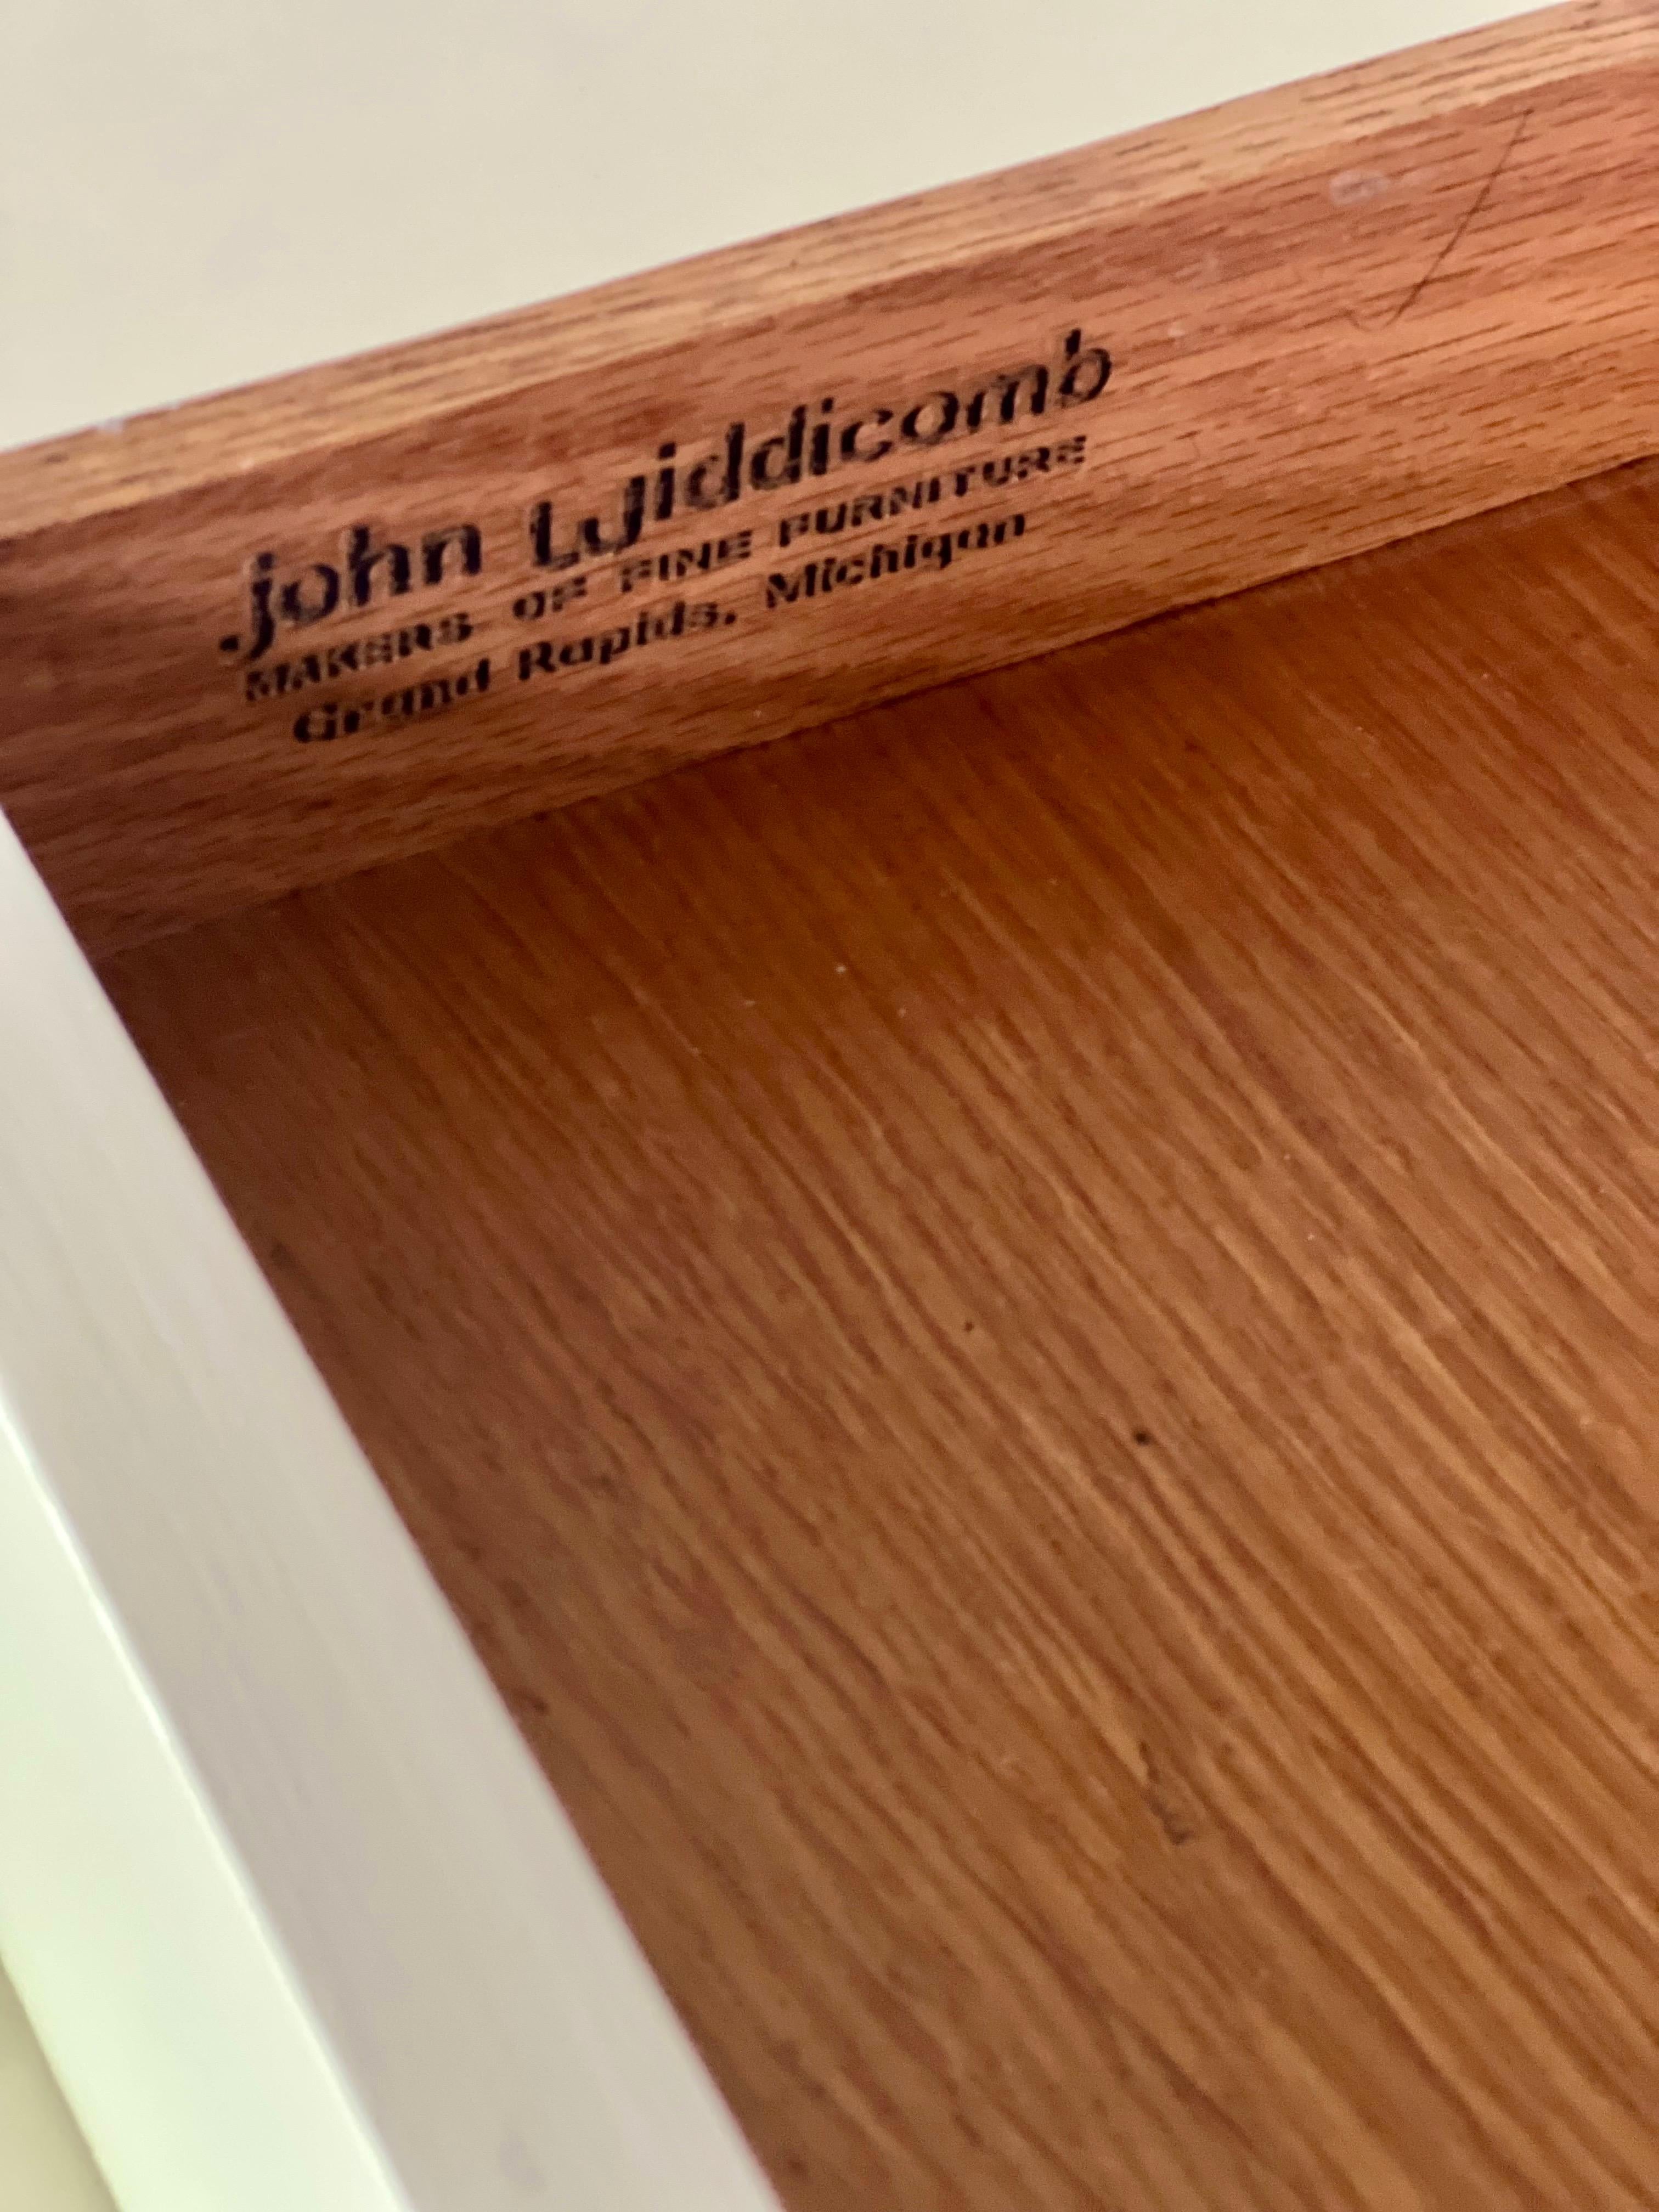 john Widdicomb
MAKERS OF FINE FURNITURE
Grand Rapids, Michigan